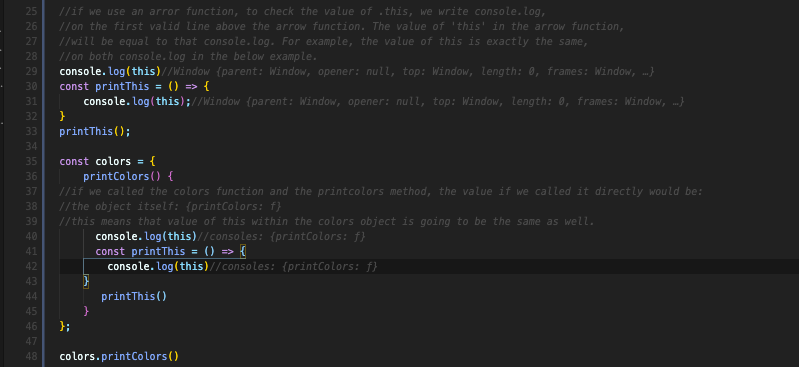 25 //if we use an arror function, to check the value of .this, we write console.log,
26 //on the first valid line above the arrow function. The value of 'this' in the arrow function,
27 //will be equal to that console.log. For example, the value of this is exactly the same,
28 //on both console.log in the below example.
29 console.log(this)//Window {parent: Window, opener: null, top: Window, length: 0, frames: Window, …}
30 const printThis = () => {
31 console.log(this);//Window {parent: Window, opener: null, top: Window, length: 0, frames: Window, …}
32 }
33 printThis();
34
35 const colors = {
36 printColors() {
37 //if we called the colors function and the printcolors method, the value if we called it directly would be:
38 //the object itself: {printColors: ƒ}
39 //this means that value of this within the colors object is going to be the same as well.
40 console.log(this)//consoles: {printColors: ƒ}
41 const printThis = () => {
42 console.log(this)//consoles: {printColors: ƒ}
43 }
44 printThis()
45 }
46 };
47
48 colors.printColors()